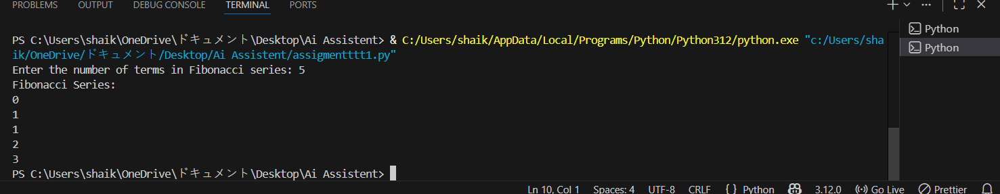 PROBLEMS OUTPUT DEBUG CONSOLE TERMINAL PORTS
PS C:\Users\shaik\OneDrive\ドキュメント\Desktop\Ai Assistent> & C:/Users/shaik/AppData/Local/Programs/Python/Python312/python.exe "c:/Users/sha
ik/OneDrive/ドキュメント/Desktop/Ai Assistent/assigmentttt1.py"
Enter the number of terms in Fibonacci series: 5
Fibonacci Series:
0
1
1
2
3
PS C:\Users\shaik\OneDrive\ドキュメント\Desktop\Ai Assistent>
Python
Python
Ln 10, Col 1 Spaces: 4 UTF-8 CRLF { } Python 3.12.0 Go Live Prettier